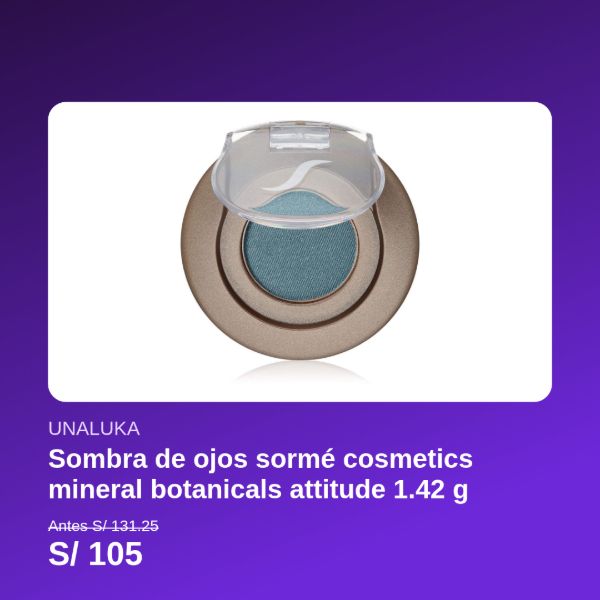 UNALUKA
Sombra de ojos sormé cosmetics
mineral botanicals attitude 1.42 g
Antes S/ 131.25
S/ 105